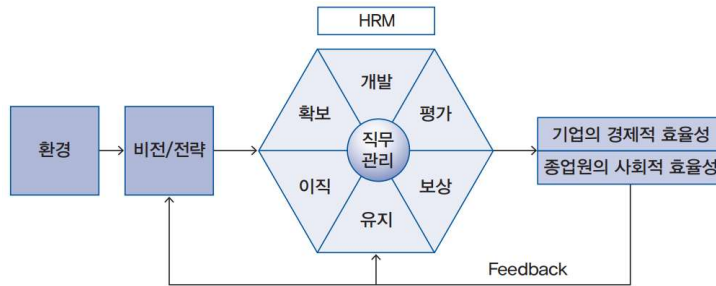 HRM
개발
확보
평가
환경
비전/전략
직무
관리
기업의 경제적 효율성
종업원의 사회적 효율성
이직
보상
유지
Feedback